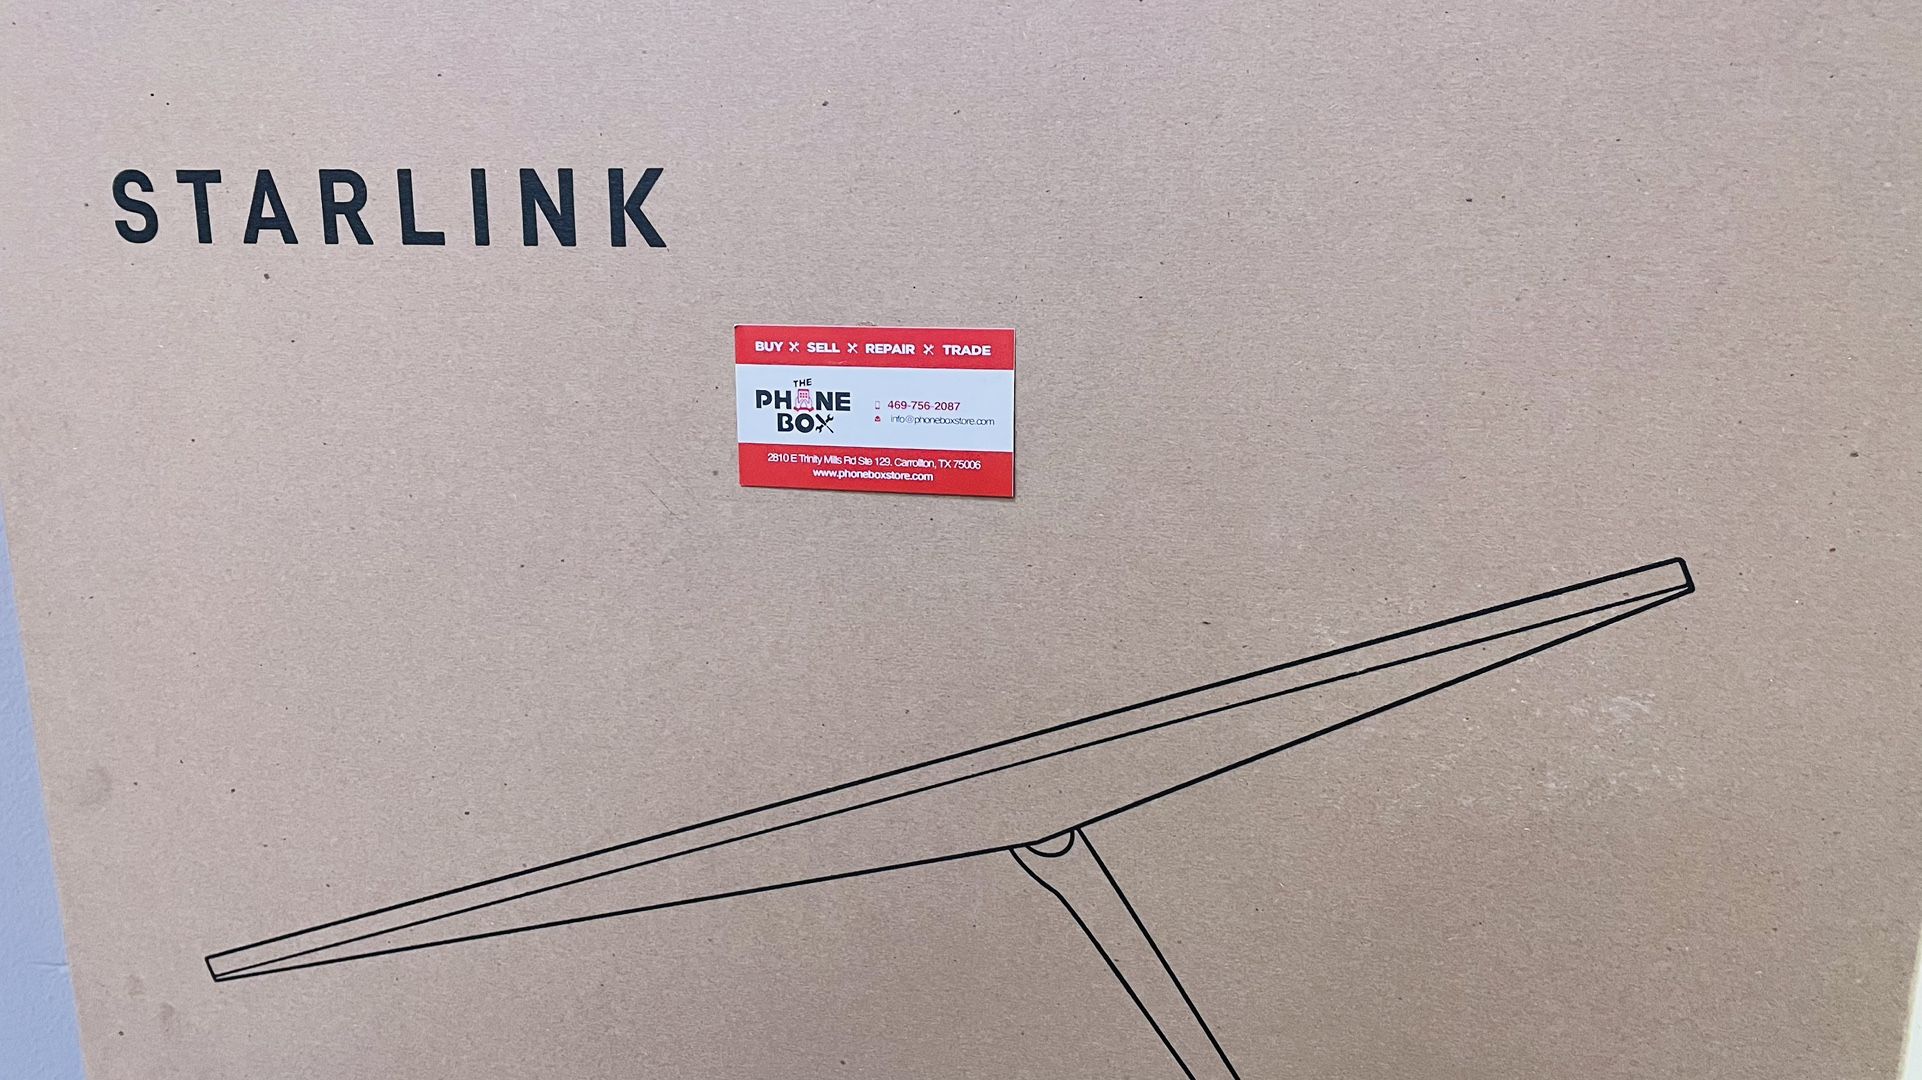 STARLINK
BUY SELL REPAIR TRADE
THE
PHONE
BOX
469-756-2087
info@phoneboxstore.com
2810 E Trinity Mills Rd Ste 129. Carrollton, TX 75006
www.phoneboxstore.com